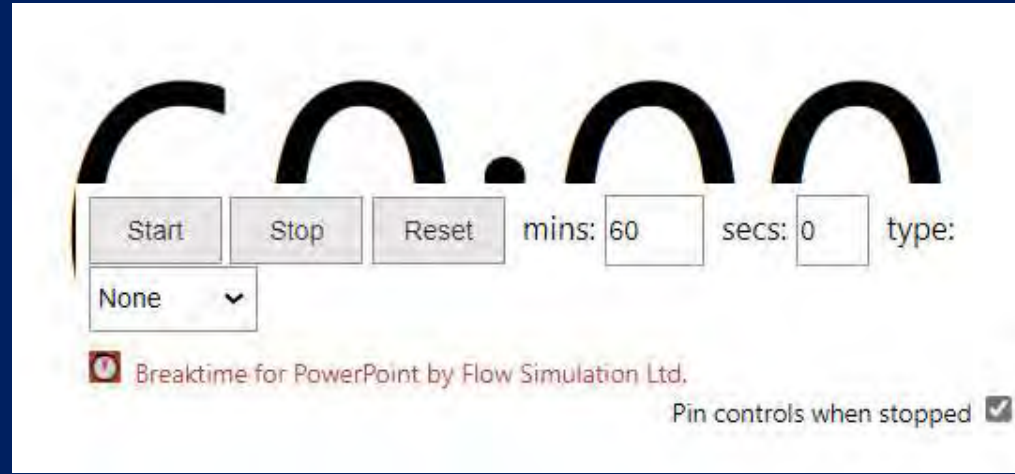 60:00
Start Stop Reset mins: 60 secs: 0 type:
None
Breaktime for PowerPoint by Flow Simulation Ltd.
Pin controls when stopped